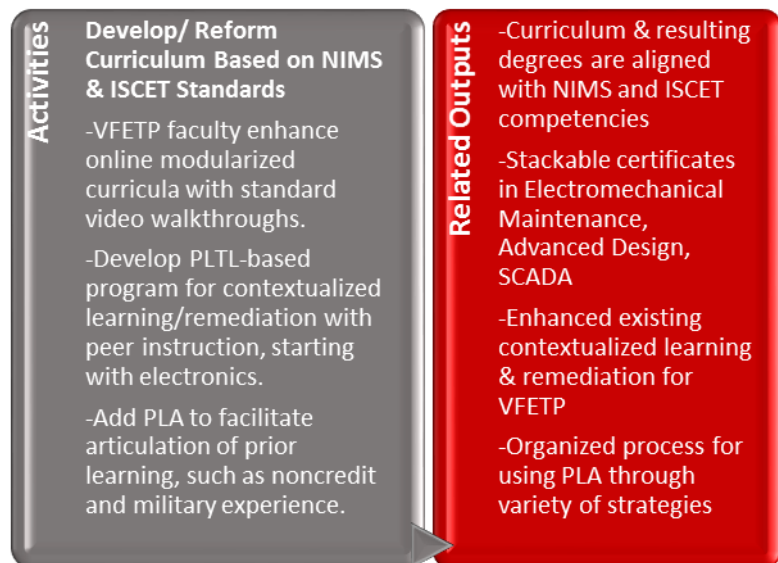 Activities
Develop/ Reform
Curriculum Based on NIMS
& ISCET Standards
-VFETP faculty enhance
online modularized
curricula with standard
video walkthroughs.
-Develop PLTL-based
program for contextualized
learning/remediation with
peer instruction, starting
with electronics.
-Add PLA to facilitate
articulation of prior
learning, such as noncredit
and military experience.
Related Outputs
-Curriculum & resulting
degrees are aligned
with NIMS and ISCET
competencies
-Stackable certificates
in Electromechanical
Maintenance,
Advanced Design,
SCADA
-Enhanced existing
contextualized learning
& remediation for
VFETP
-Organized process for
using PLA through
variety of strategies